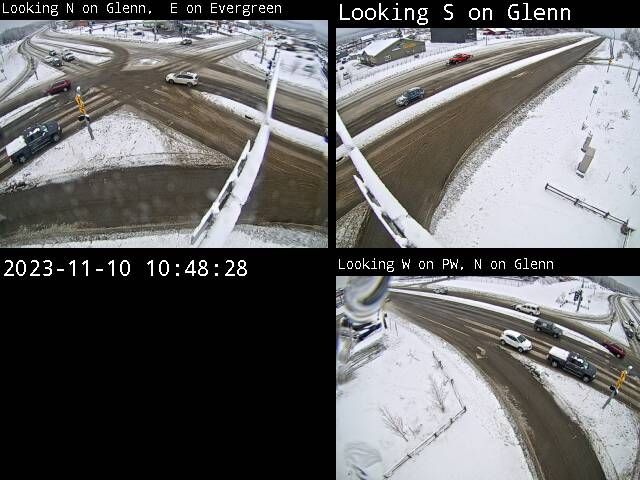 Looking N on Glenn,  E on Evergreen
Looking S on Glenn
2023-11-10 10:48:28
Looking W on PW, N on Glenn